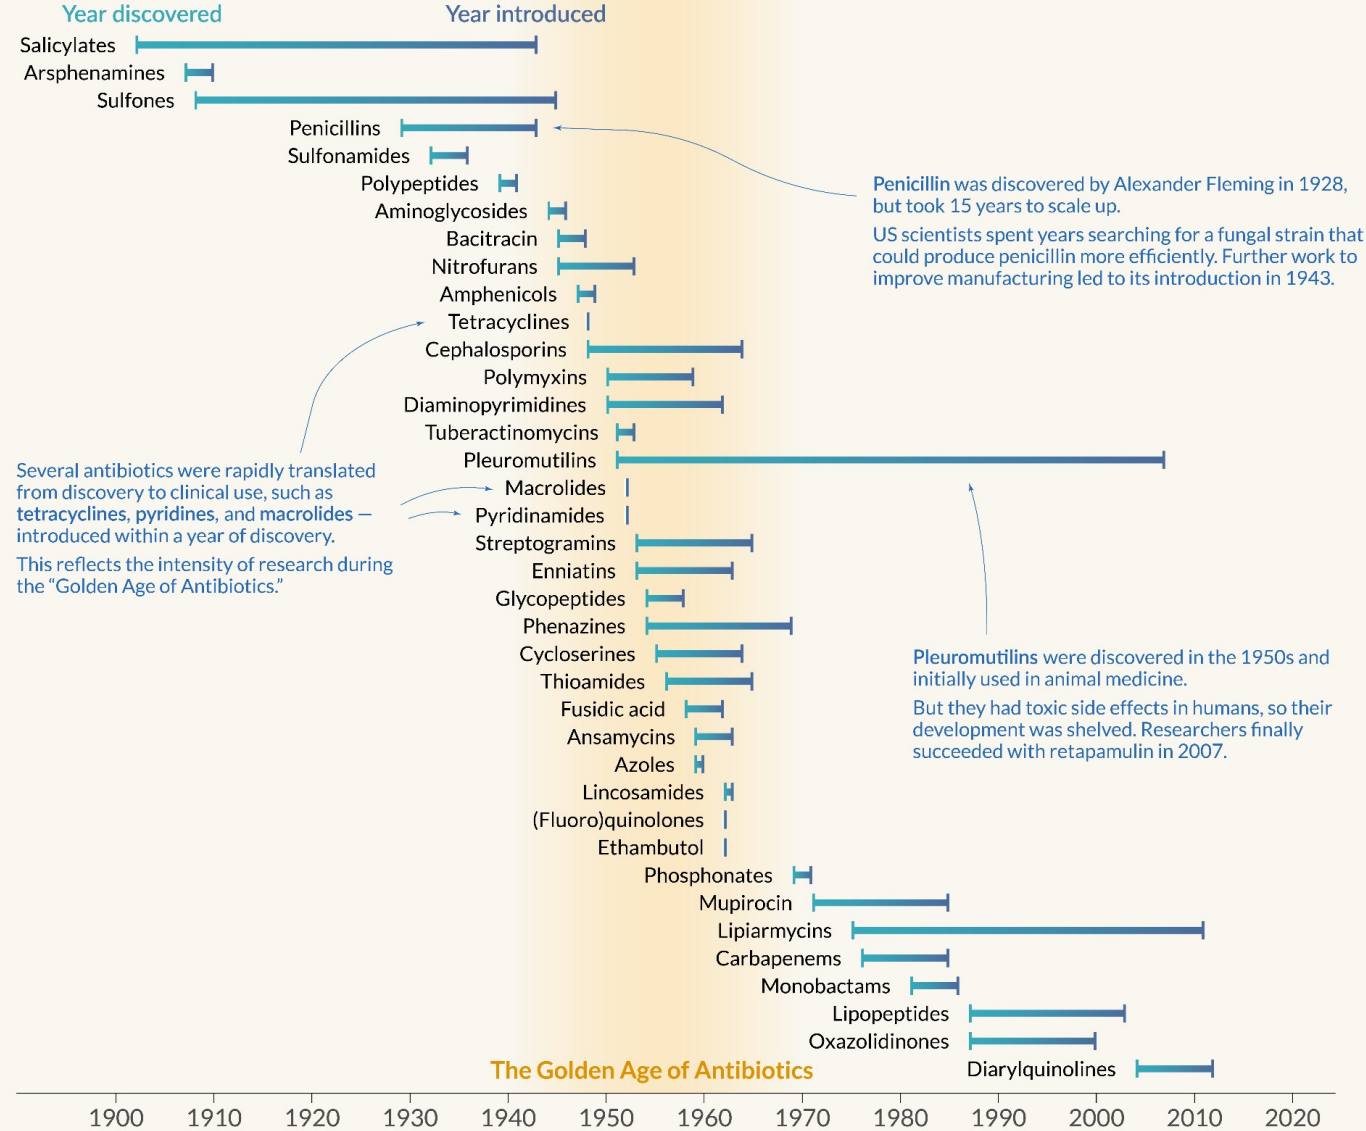 Year discovered
Year introduced
Salicylates
Arsphenamines
Sulfones
Penicillins
Sulfonamides
Polypeptides
Aminoglycosides
Bacitracin
Nitrofurans
Amphenicols
Tetracyclines
Cephalosporins
Polymyxins
Diaminopyrimidines
Tuberactinomycins
Pleuromutilins
Macrolides
Pyridinamides
Streptogramins
Enniatins
Glycopeptides
Phenazines
Cycloserines
Thioamides
Fusidic acid
Ansamycins
Azoles
Lincosamides
(Fluoro)quinolones
Ethambutol
Phosphonates
Mupirocin
Lipiarmycins
Carbapenems
Monobactams
Lipopeptides
Oxazolidinones
Diarylquinolines
Penicillin was discovered by Alexander Fleming in 1928,
but took 15 years to scale up.
US scientists spent years searching for a fungal strain that
could produce penicillin more efficiently. Further work to
improve manufacturing led to its introduction in 1943.
Several antibiotics were rapidly translated
from discovery to clinical use, such as
tetracyclines, pyridines, and macrolides —
introduced within a year of discovery.
This reflects the intensity of research during
the “Golden Age of Antibiotics.”
Pleuromutilins were discovered in the 1950s and
initially used in animal medicine.
But they had toxic side effects in humans, so their
development was shelved. Researchers finally
succeeded with retapamulin in 2007.
The Golden Age of Antibiotics
1900 1910 1920 1930 1940 1950 1960 1970 1980 1990 2000 2010 2020